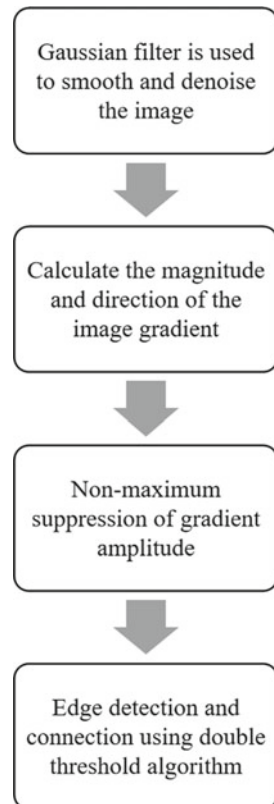 Gaussian filter is used
to smooth and denoise
the image
Calculate the magnitude
and direction of the
image gradient
Non-maximum
suppression of gradient
amplitude
Edge detection and
connection using double
threshold algorithm